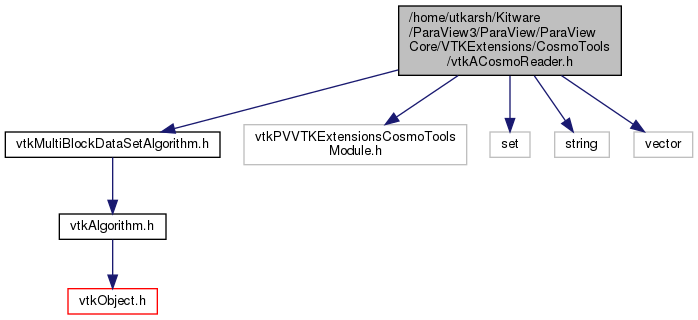 /home/utkarsh/Kitware
/ParaView3/ParaView/ParaView
Core/VTKExtensions/CosmoTools
/vtkACosmoReader.h
vtkMultiBlockDataSetAlgorithm.h
vtkPVVTKExtensionsCosmoTools
Module.h
set
string
vector
vtkAlgorithm.h
vtkObject.h